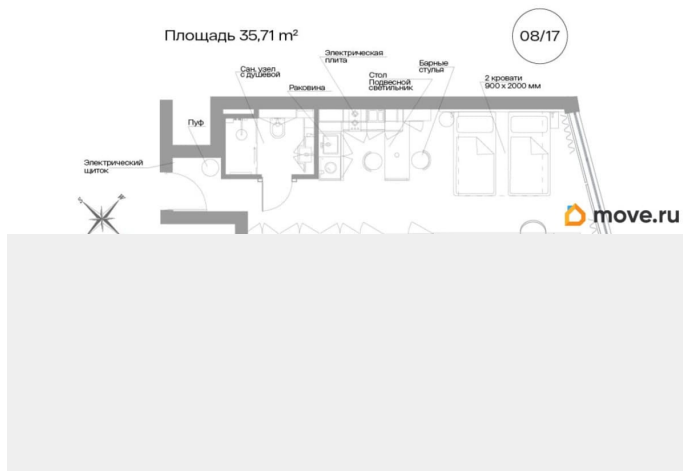 Площадь 35,71 m²
08/17
Электрическая
плита
Барные
стулья
Сан. узел
с душевой
Стол
Подвесной
светильник
2 кровати
900 x 2000 мм
Раковина
Пуф
Электрический
щиток
move.ru